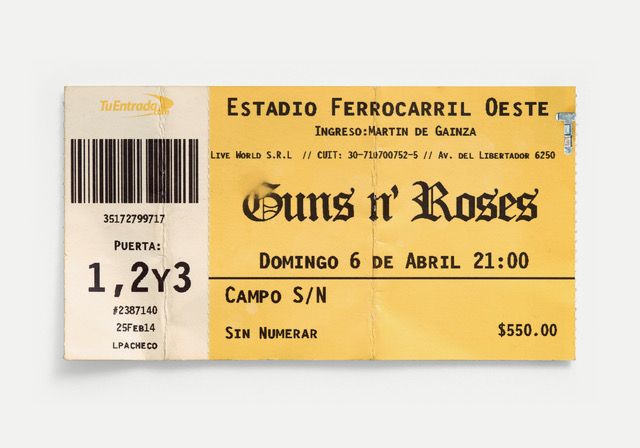 TuEntrada.com
35172799717
Puerta:
1,2y3
#2387140
25Feb14
LPACHECO
Estadio Ferrocarril Oeste
Ingreso:Martin de Gainza
Live World S.R.L // CUIT: 30-710700752-5 // Av. del Libertador 6250
Guns n' Roses
Domingo 6 de Abril 21:00
Campo S/N
Sin Numerar
$550.00